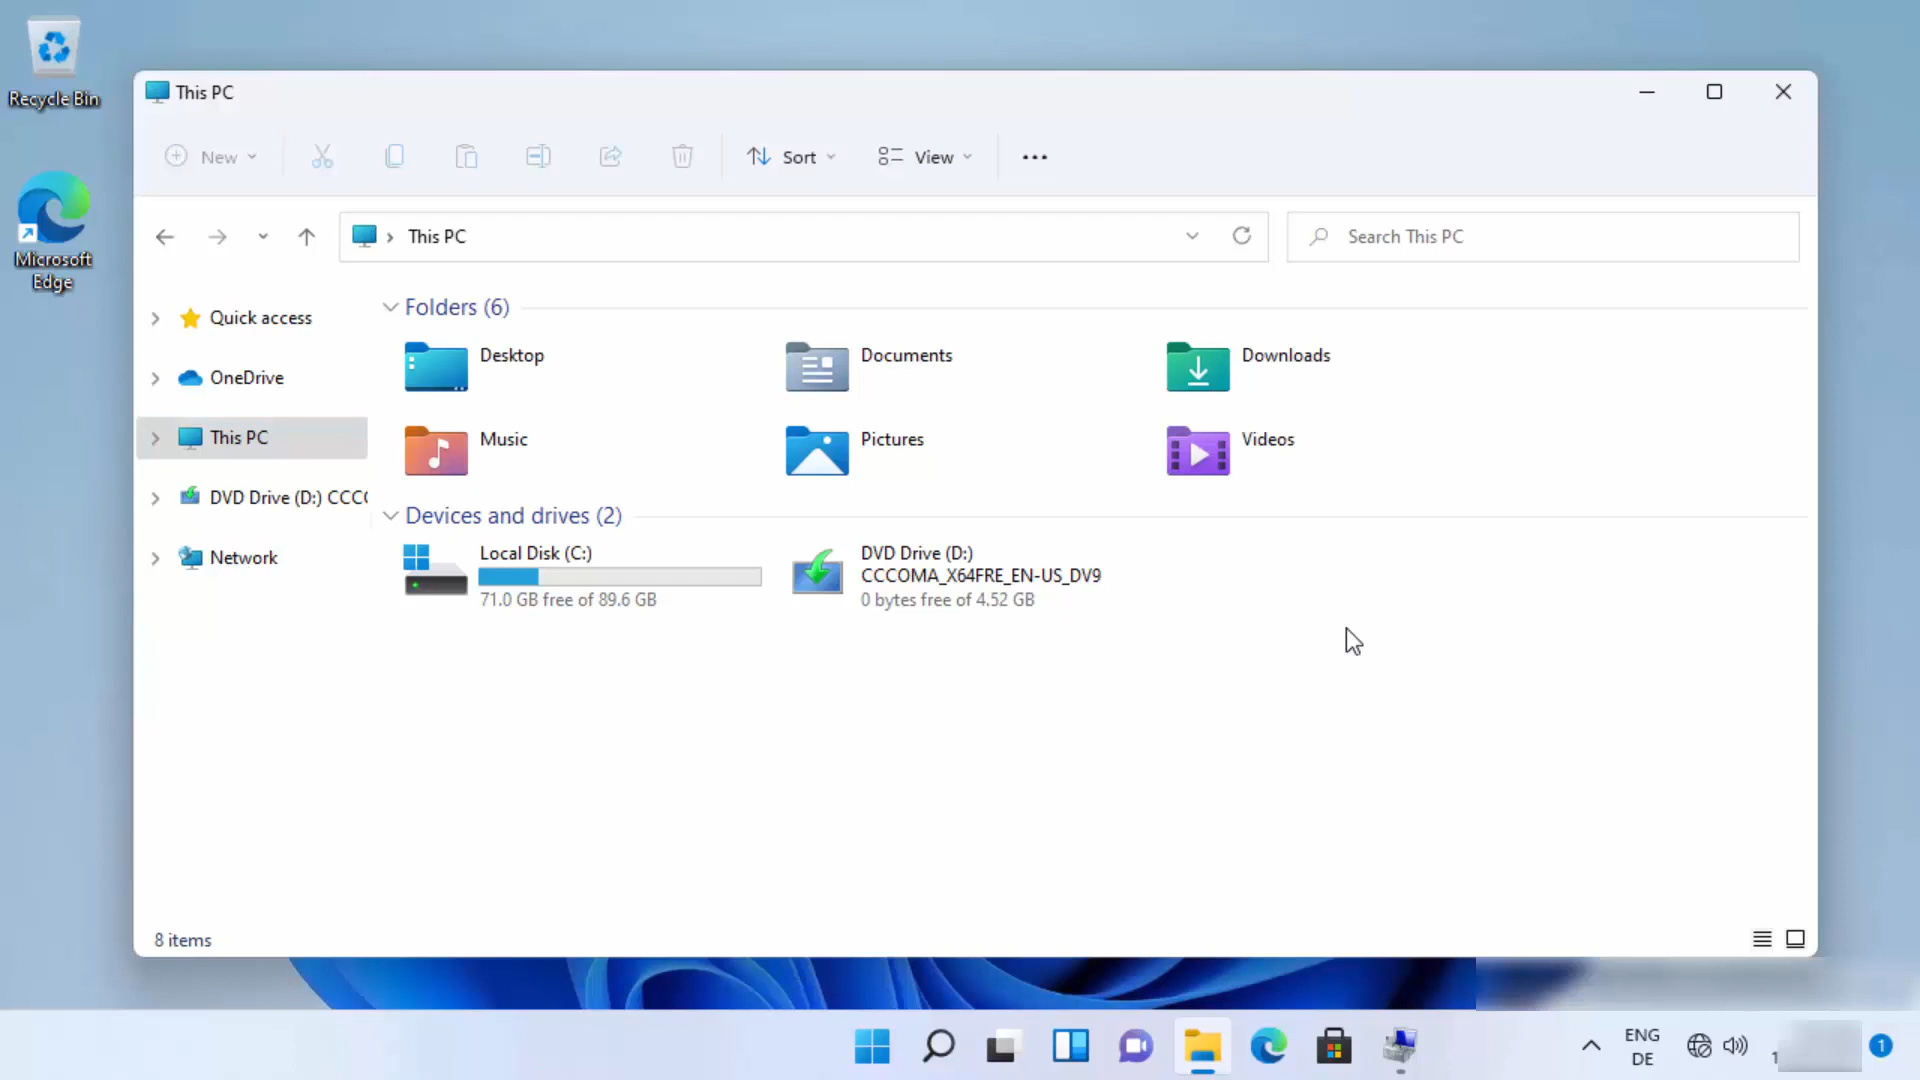 Recycle Bin
Microsoft
Edge
This PC
New
Sort
View
This PC
Search This PC
Quick access
OneDrive
This PC
DVD Drive (D:) CCC
Network
Folders (6)
Desktop
Documents
Downloads
Music
Pictures
Videos
Devices and drives (2)
Local Disk (C:)
71.0 GB free of 89.6 GB
DVD Drive (D:)
CCCOMA_X64FRE_EN-US_DV9
0 bytes free of 4.52 GB
8 items
ENG
DE
1
1